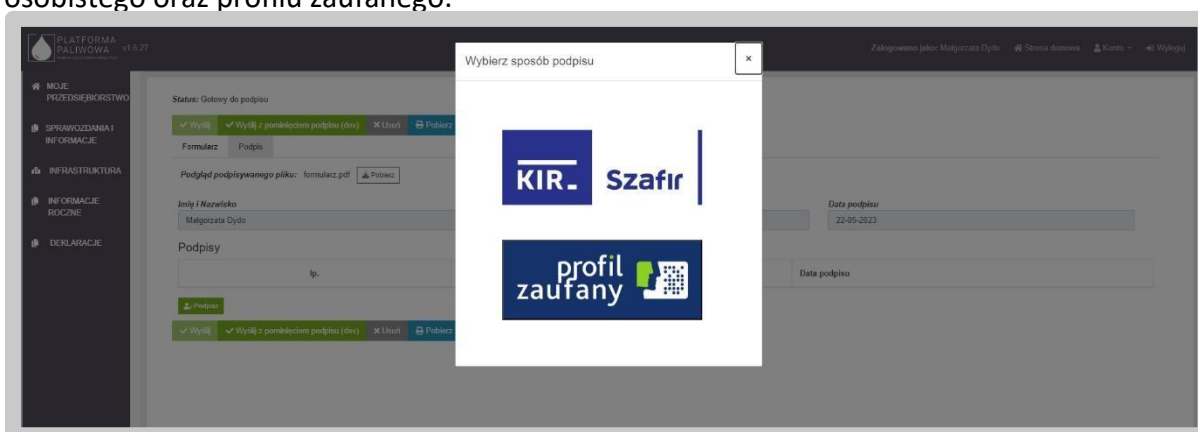 osobistego oraz profilu zaufanego.
PLATFORMA
PALIWOWA v1.6.27
Zalogowano jako: Małgorzata Dydo Strona domowa Konto Wyloguj
Wybierz sposób podpisu ×
MOJE
PRZEDSIĘBIORSTWO
SPRAWOZDANIA I
INFORMACJE
INFRASTRUKTURA
INFORMACJE
ROCZNE
DEKLARACJE
Status: Gotowy do podpisu
Wyślij Wyślij z pominięciem podpisu (dev) Usuń Pobierz
Formularz Podpis
Podgląd podpisywanego pliku: formularz.pdf Pobierz
Imię i Nazwisko Data podpisu
Małgorzata Dydo 22-05-2023
Podpisy
lp. Data podpisu
Podpisz
Wyślij Wyślij z pominięciem podpisu (dev) Usuń Pobierz
KIR Szafir
profil
zaufany